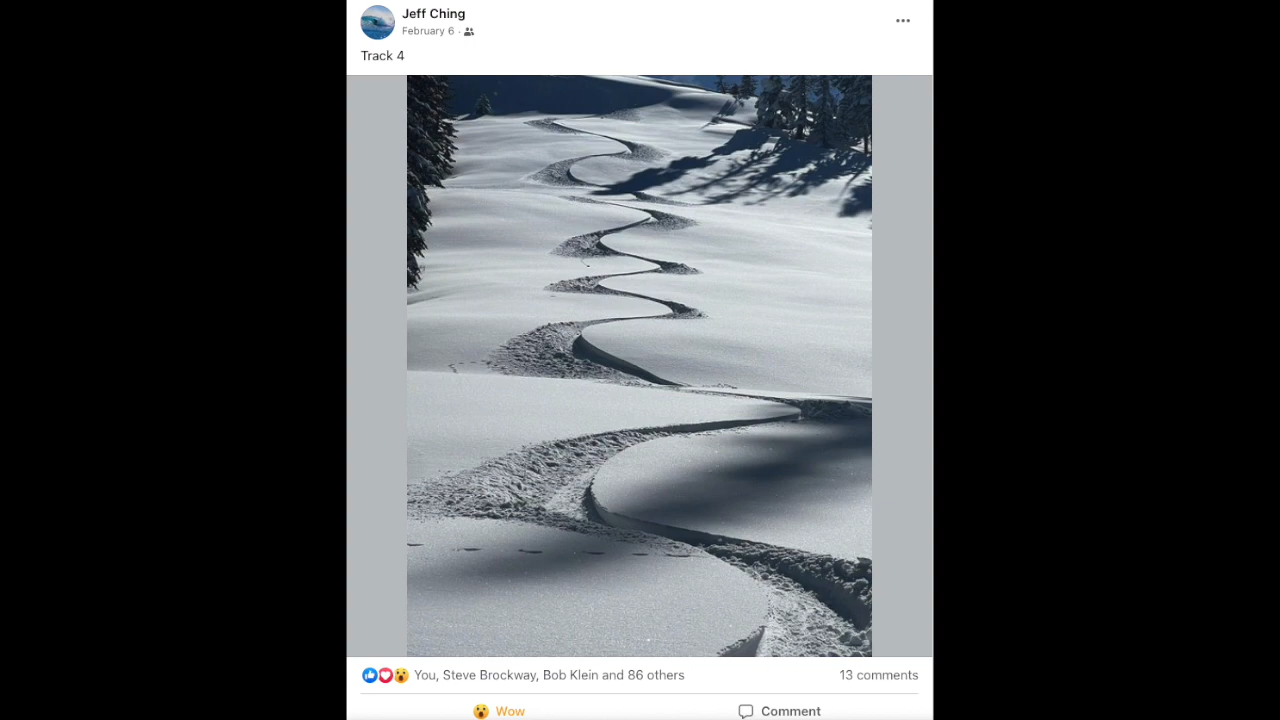 Jeff Ching
February 6 ·
Track 4
You, Steve Brockway, Bob Klein and 86 others
13 comments
Wow
Comment